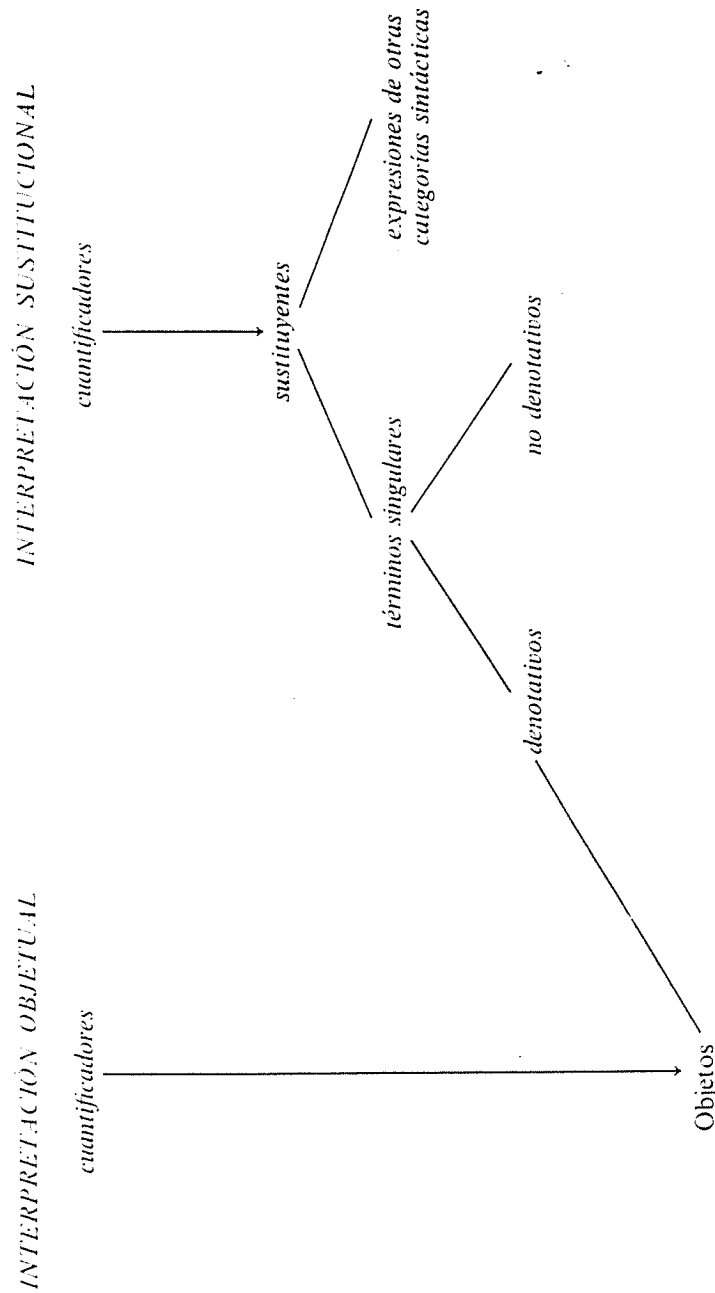 INTERPRETACIÓN OBJETUAL
INTERPRETACIÓN SUSTITUCIONAL
cuantificadores
cuantificadores
sustituyentes
términos singulares
expresiones de otras
categorías sintácticas
denotativos
no denotativos
Objetos